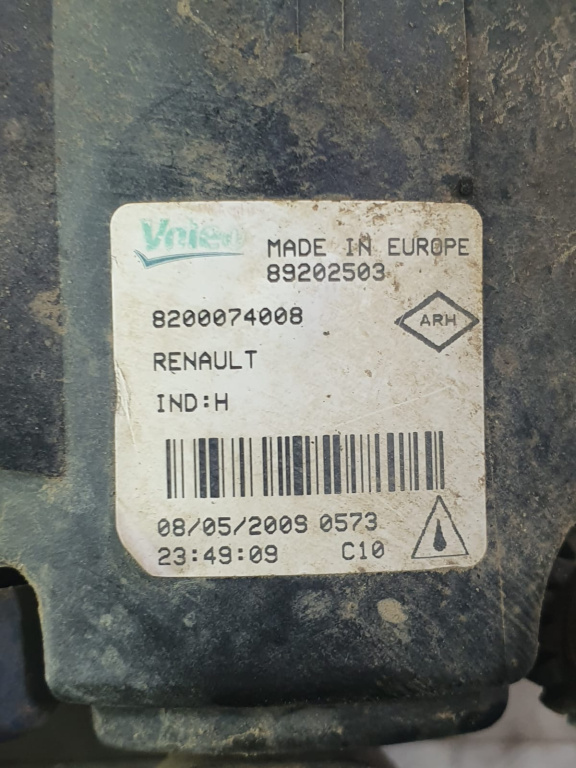 Valeo
MADE IN EUROPE
89202503
8200074008
ARH
RENAULT
IND:H
08/05/2009 0573
23:49:09 C10